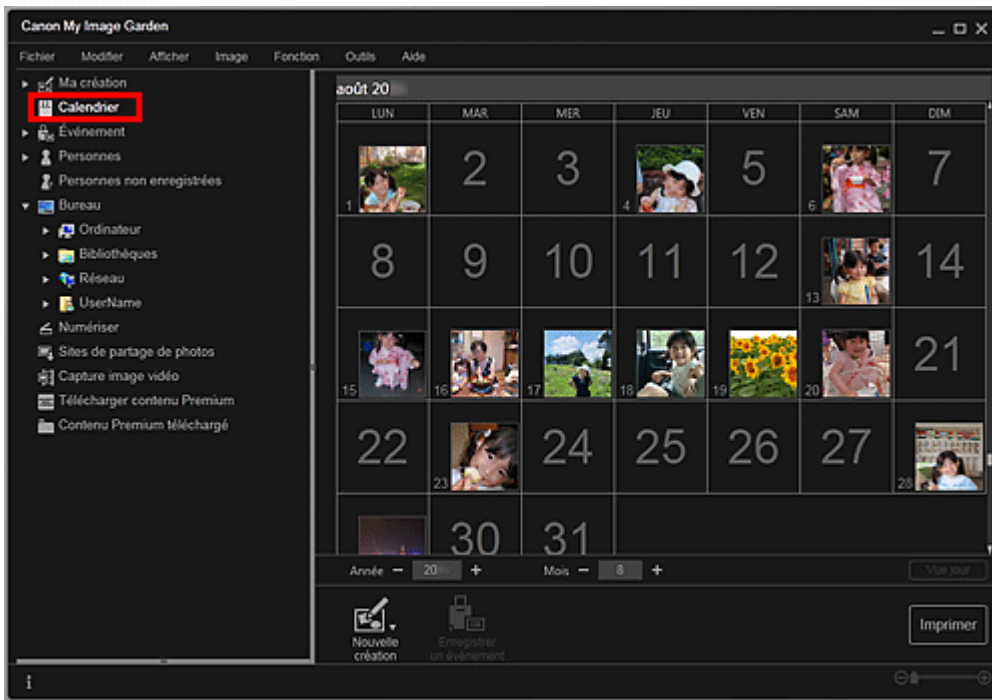 Canon My Image Garden
Fichier Modifier Afficher Image Fonction Outils Aide
Ma création
Calendrier
Événement
Personnes
Personnes non enregistrées
Bureau
Ordinateur
Bibliothèques
Réseau
UserName
Numériser
Sites de partage de photos
Capture image vidéo
Télécharger contenu Premium
Contenu Premium téléchargé
août 20
LUN MAR MER JEU VEN SAM DIM
1 2 3 4 5 6 7
8 9 10 11 12 13 14
15 16 17 18 19 20 21
22 23 24 25 26 27 28
30 31
Année 20 Mois 8 Vue jour
Nouvelle création
Enregistrer un événement
Imprimer